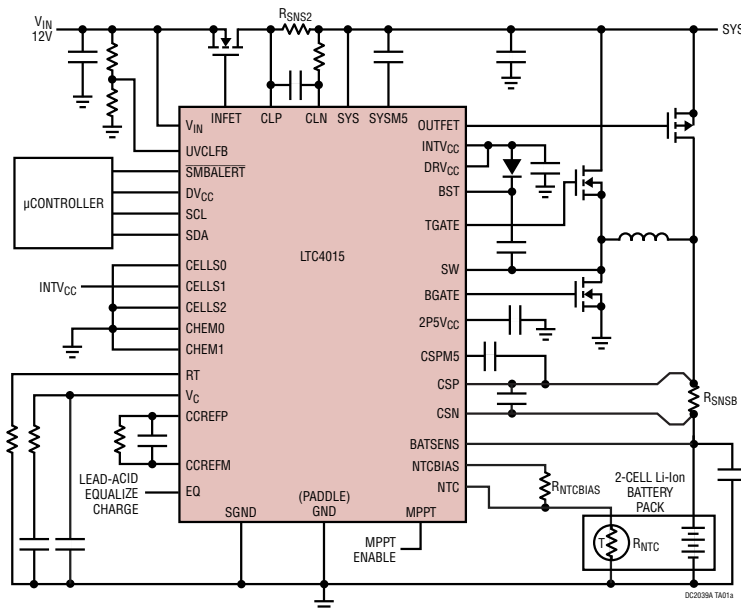 VIN
12V
RSNS2
SYS
INFET
CLP
CLN
SYS
SYSM5
VIN
UVCLFB
SMBALERT
DVCC
SCL
SDA
µCONTROLLER
LTC4015
OUTFET
INTVCC
DRVCC
BST
TGATE
SW
BGATE
2P5VCC
CSPM5
CSP
CSN
BATSENS
NTCBIAS
NTC
CELLS0
INTVCC
CELLS1
CELLS2
CHEM0
CHEM1
RT
VC
CCREFP
CCREFM
LEAD-ACID
EQUALIZE
CHARGE
EQ
SGND
(PADDLE)
GND
MPPT
MPPT
ENABLE
RSNSB
RNTCBIAS
2-CELL Li-Ion
BATTERY
PACK
T
RNTC
DC2039A TA01a